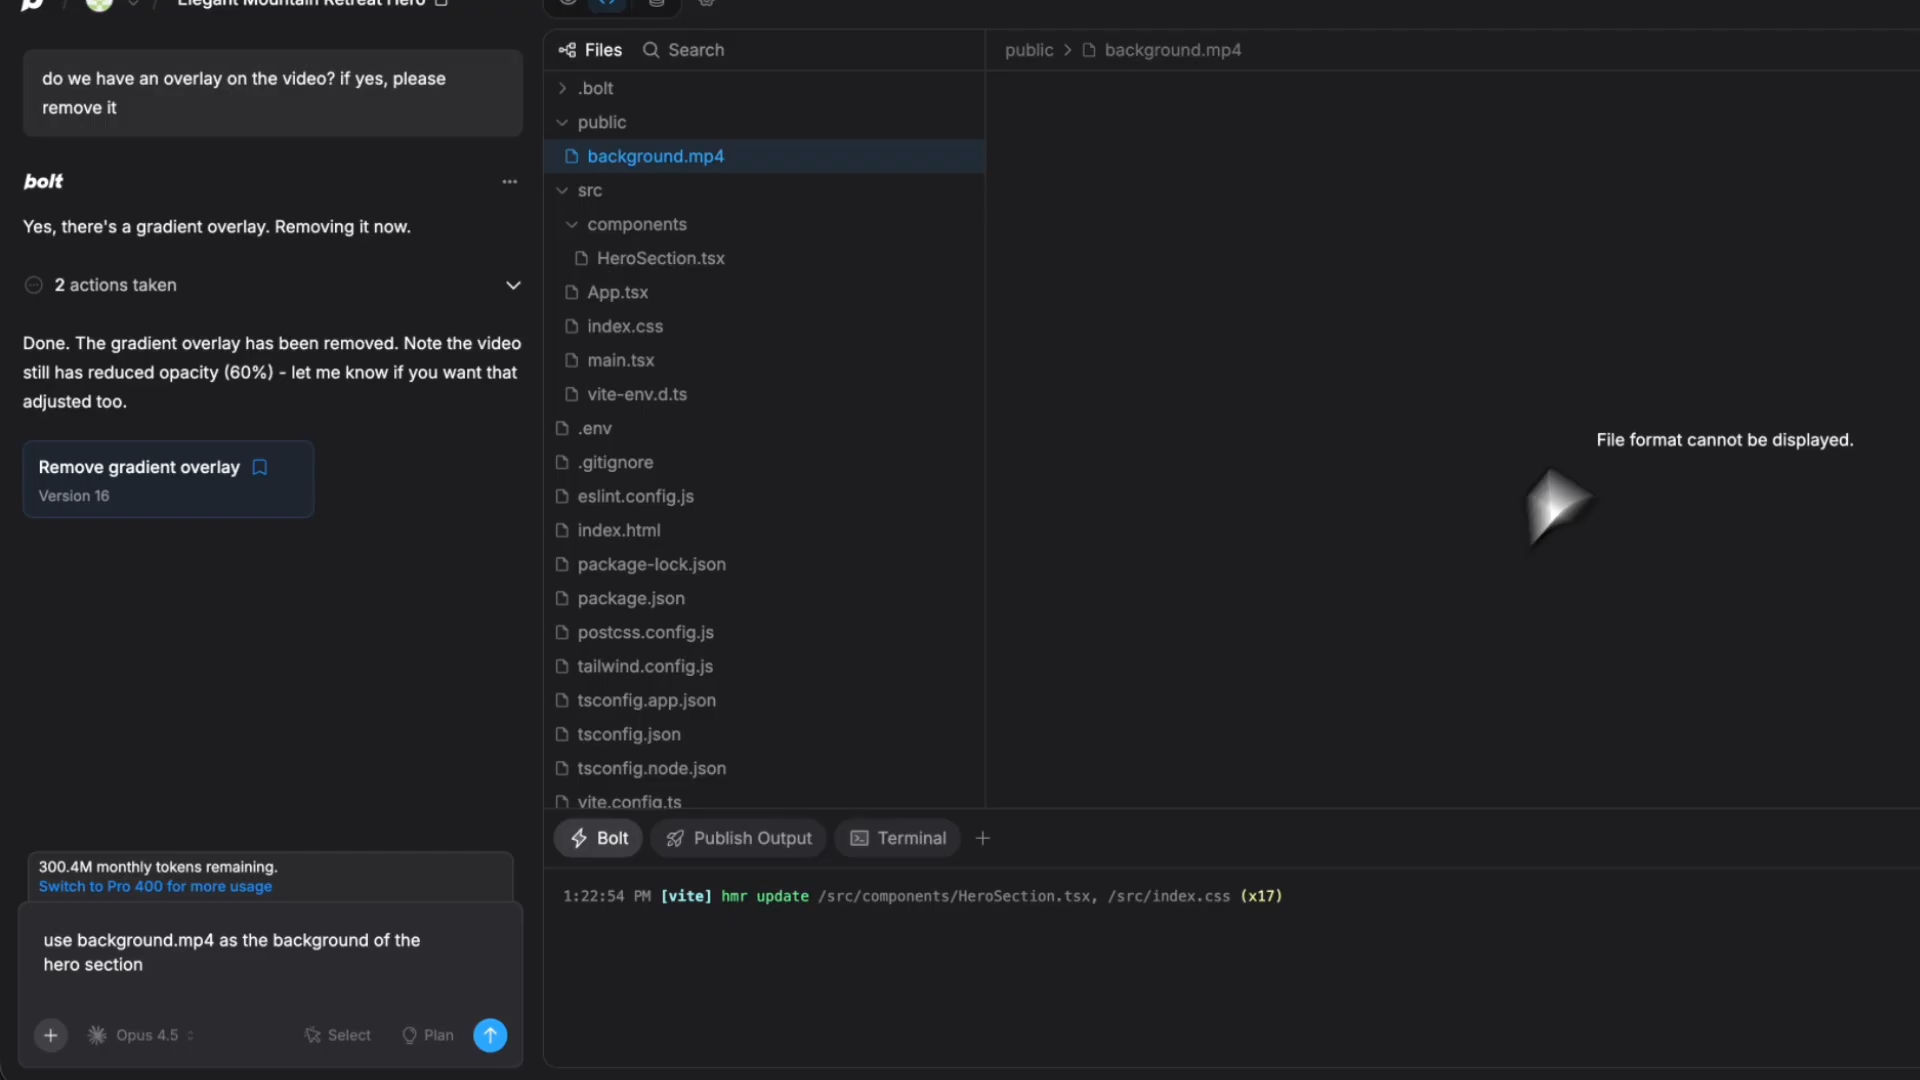 Elegant Mountain Retreat Hero
do we have an overlay on the video? if yes, please
remove it
bolt
Yes, there's a gradient overlay. Removing it now.
2 actions taken
Done. The gradient overlay has been removed. Note the video
still has reduced opacity (60%) - let me know if you want that
adjusted too.
Remove gradient overlay
Version 16
300.4M monthly tokens remaining.
Switch to Pro 400 for more usage
use background.mp4 as the background of the
hero section
Opus 4.5
Select
Plan
Files
Search
.bolt
public
background.mp4
src
components
HeroSection.tsx
App.tsx
index.css
main.tsx
vite-env.d.ts
.env
.gitignore
eslint.config.js
index.html
package-lock.json
package.json
postcss.config.js
tailwind.config.js
tsconfig.app.json
tsconfig.json
tsconfig.node.json
vite.config.ts
public > background.mp4
File format cannot be displayed.
Bolt
Publish Output
Terminal
1:22:54 PM [vite] hmr update /src/components/HeroSection.tsx, /src/index.css (x17)